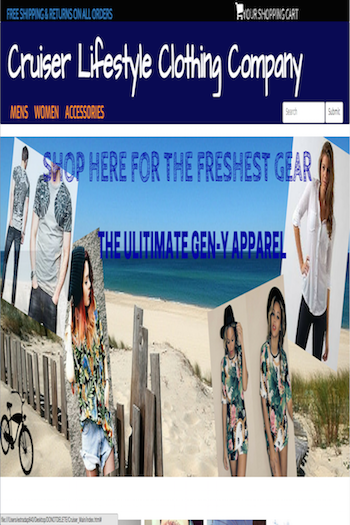 FREE SHIPPING & RETURNS ON ALL ORDERS
YOUR SHOPPING CART
Cruiser Lifestyle Clothing Company
MENS WOMEN ACCESSORIES
Search
Submit
SHOP HERE FOR THE FRESHEST GEAR
THE ULITIMATE GEN-Y APPAREL